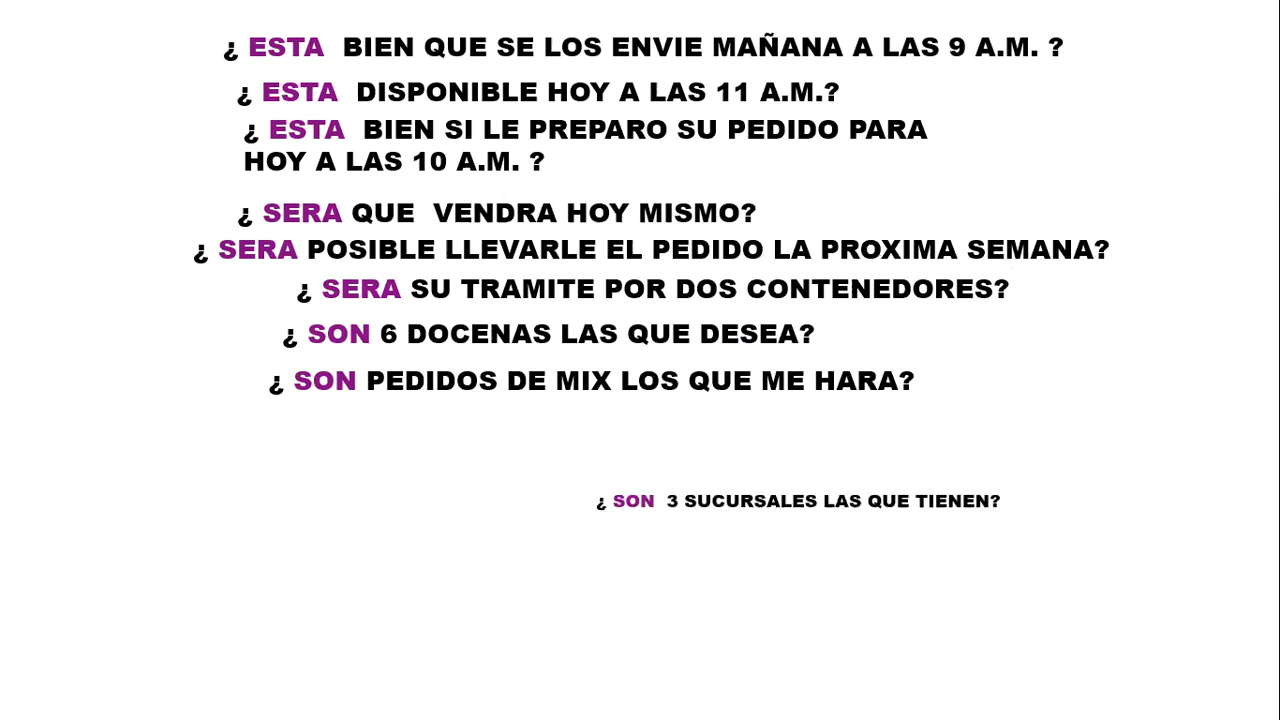 ¿ ESTA  BIEN QUE SE LOS ENVIE MAÑANA A LAS 9 A.M. ?
¿ ESTA  DISPONIBLE HOY A LAS 11 A.M.?
¿ ESTA  BIEN SI LE PREPARO SU PEDIDO PARA
HOY A LAS 10 A.M. ?
¿ SERA QUE  VENDRA HOY MISMO?
¿ SERA POSIBLE LLEVARLE EL PEDIDO LA PROXIMA SEMANA?
¿ SERA SU TRAMITE POR DOS CONTENEDORES?
¿ SON 6 DOCENAS LAS QUE DESEA?
¿ SON PEDIDOS DE MIX LOS QUE ME HARA?
¿ SON  3 SUCURSALES LAS QUE TIENEN?